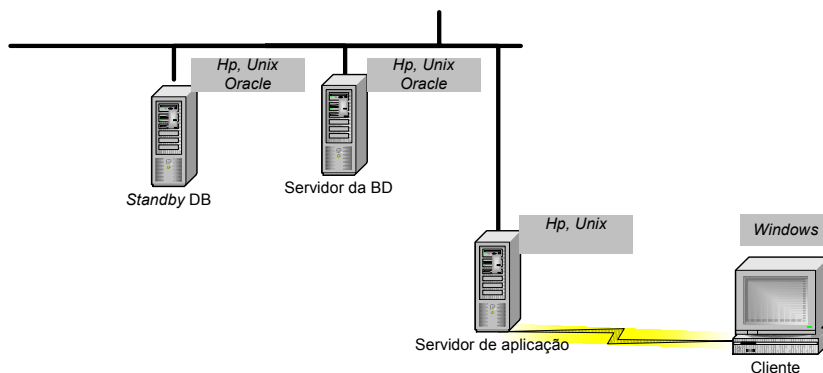 Hp, Unix
Oracle
Hp, Unix
Oracle
Standby DB
Servidor da BD
Hp, Unix
Windows
Servidor de aplicação
Cliente